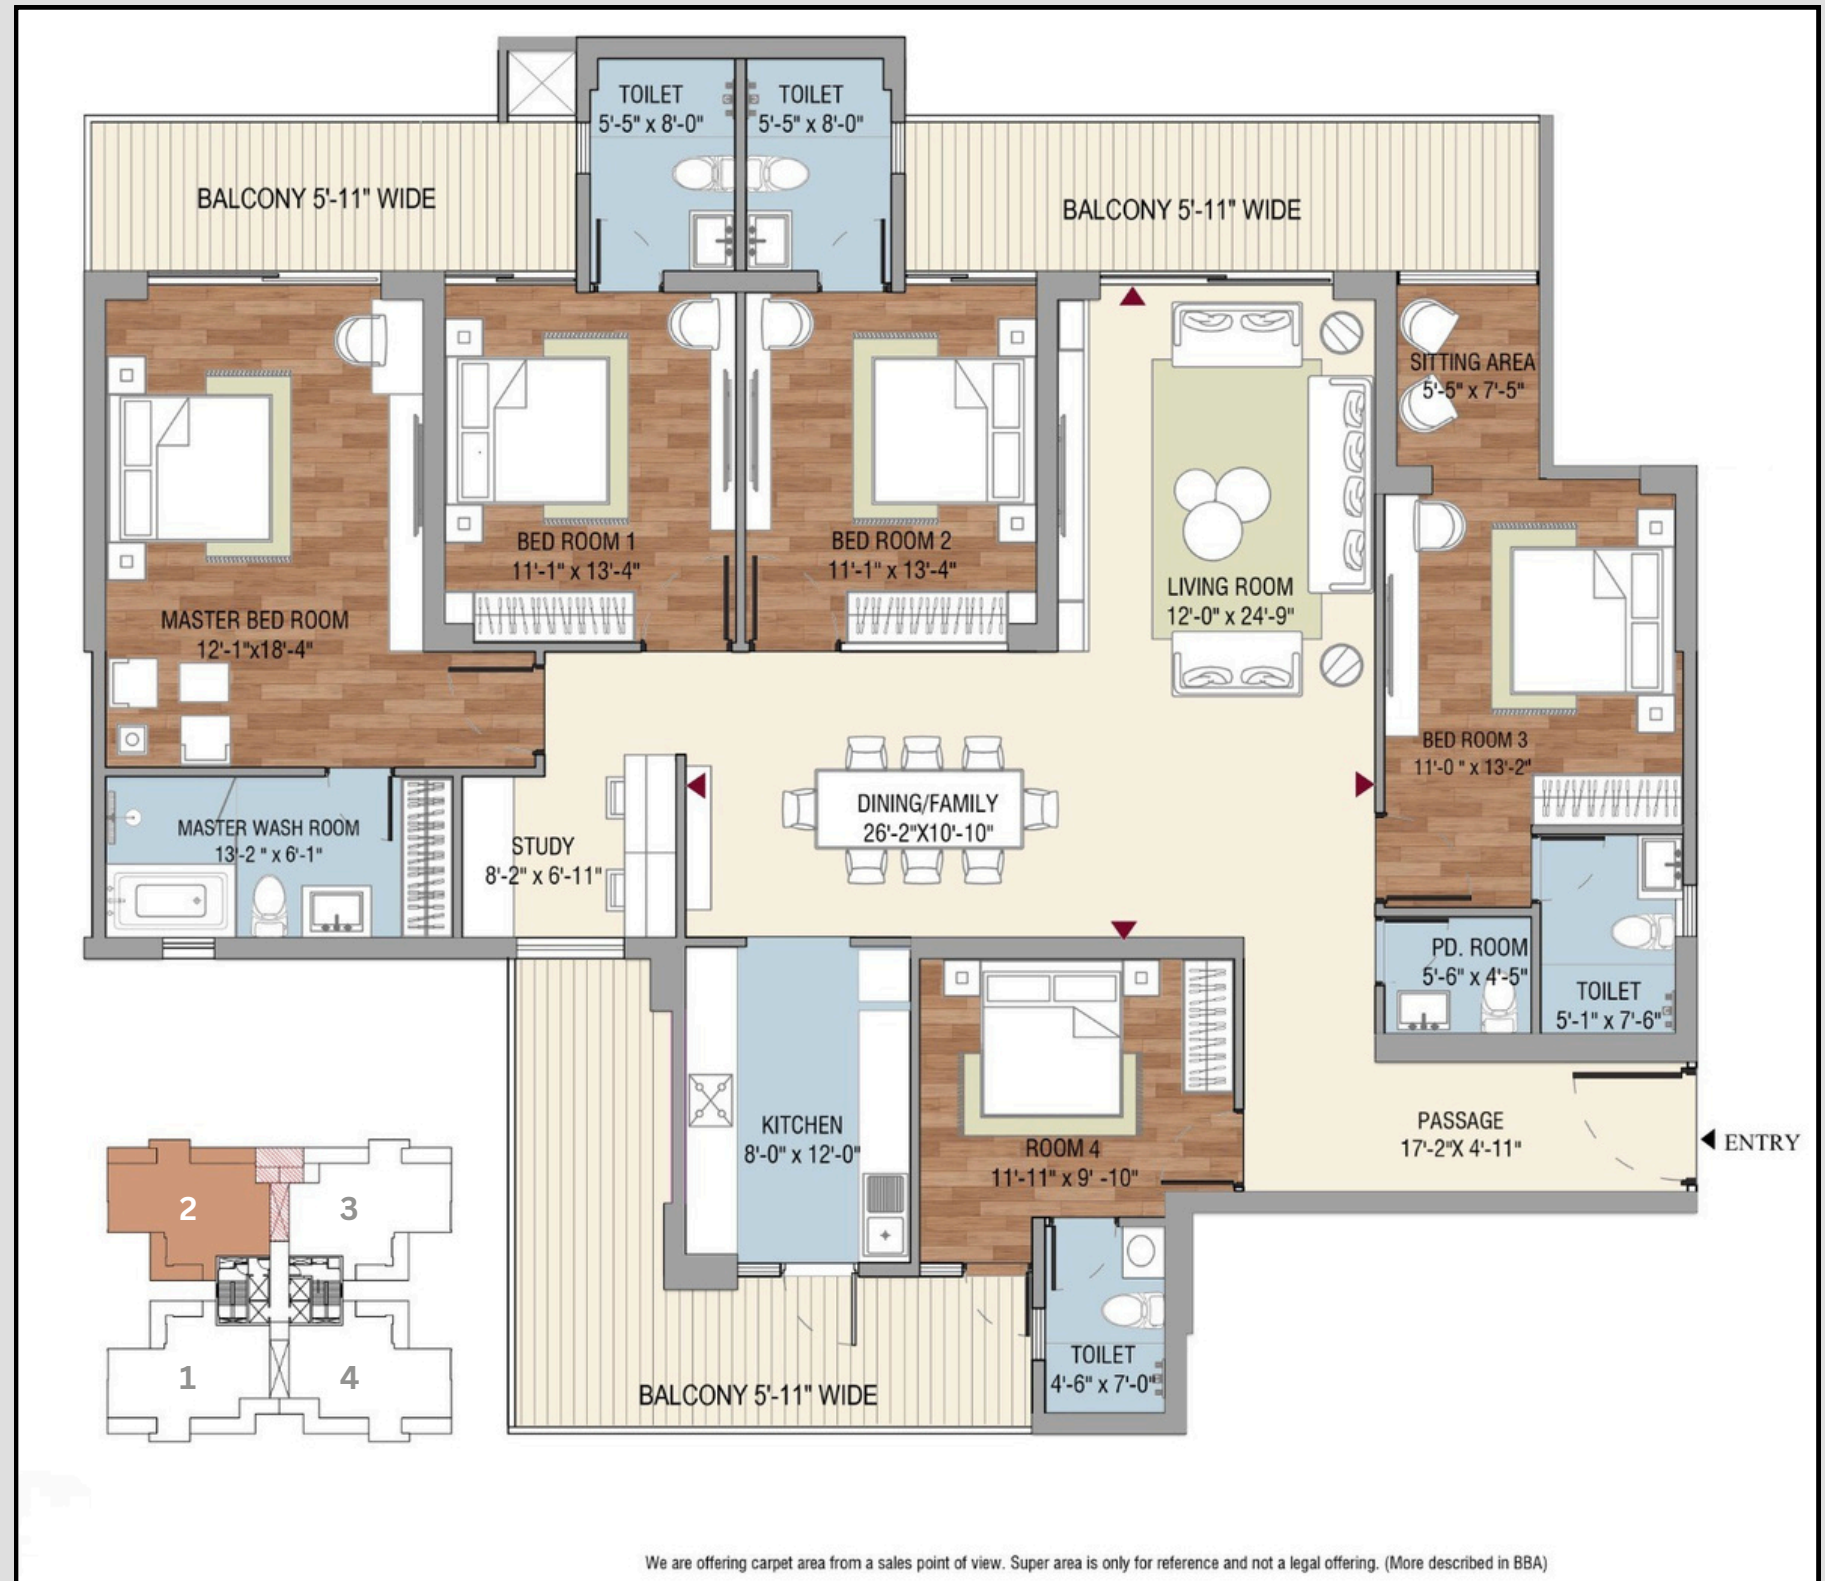 TOILET
5'-5" x 8'-0"
TOILET
5'-5" x 8'-0"
BALCONY 5'-11" WIDE
BALCONY 5'-11" WIDE
SITTING AREA
5'-5" x 7'-5"
BED ROOM 1
11'-1" x 13'-4"
BED ROOM 2
11'-1" x 13'-4"
LIVING ROOM
12'-0" x 24'-9"
MASTER BED ROOM
12'-1"x18'-4"
BED ROOM 3
11'-0 " x 13'-2"
DINING/FAMILY
26'-2"X10'-10"
MASTER WASH ROOM
13'-2 " x 6'-1"
STUDY
8'-2" x 6'-11"
PD. ROOM
5'-6" x 4'-5"
TOILET
5'-1" x 7'-6"
KITCHEN
8'-0" x 12'-0"
ROOM 4
11'-11" x 9' -10"
PASSAGE
17'-2"X 4'-11"
ENTRY
2
3
1
4
TOILET
4'-6" x 7'-0"
BALCONY 5'-11" WIDE
We are offering carpet area from a sales point of view. Super area is only for reference and not a legal offering. (More described in BBA)